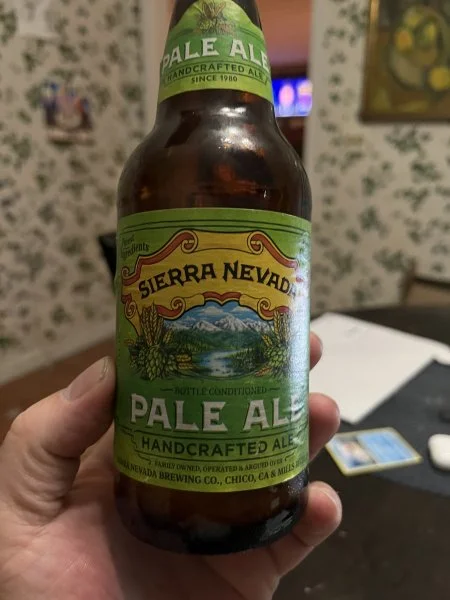 PALE ALE
HANDCRAFTED ALE
SINCE 1980
SIERRA NEVADA
BOTTLE CONDITIONED
PALE ALE
HANDCRAFTED ALE
FAMILY OWNED, OPERATED & ARGUED OVER
NEVADA BREWING CO., CHICO, CA & MILLS